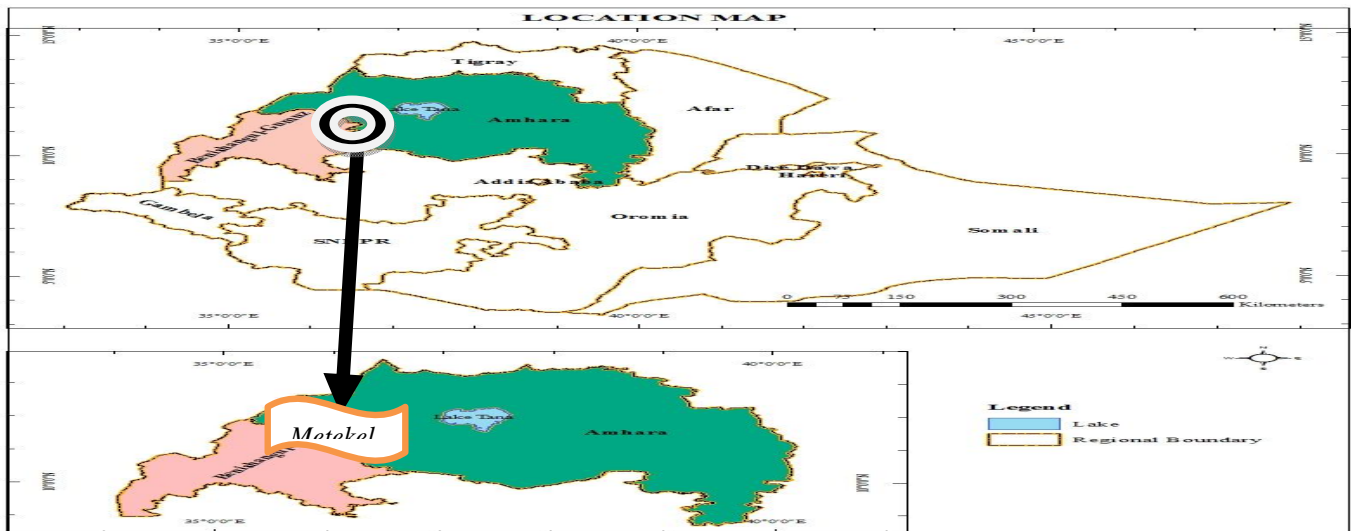 LOCATION MAP
35°0'0"E
40°0'0"E
45°0'0"E
Tigray
Afar
Amhara
Addis Ababa
Dire Dawa
Hareri
Gambela
Oromia
SNNPR
Somali
0 75 150 300 450 600
Kilometers
35°0'0"E
40°0'0"E
45°0'0"E
35°0'0"E
40°0'0"E
N
Lake Tana
Metekel
Amhara
Legend
Lake
Regional Boundary
35°0'0"E
40°0'0"E